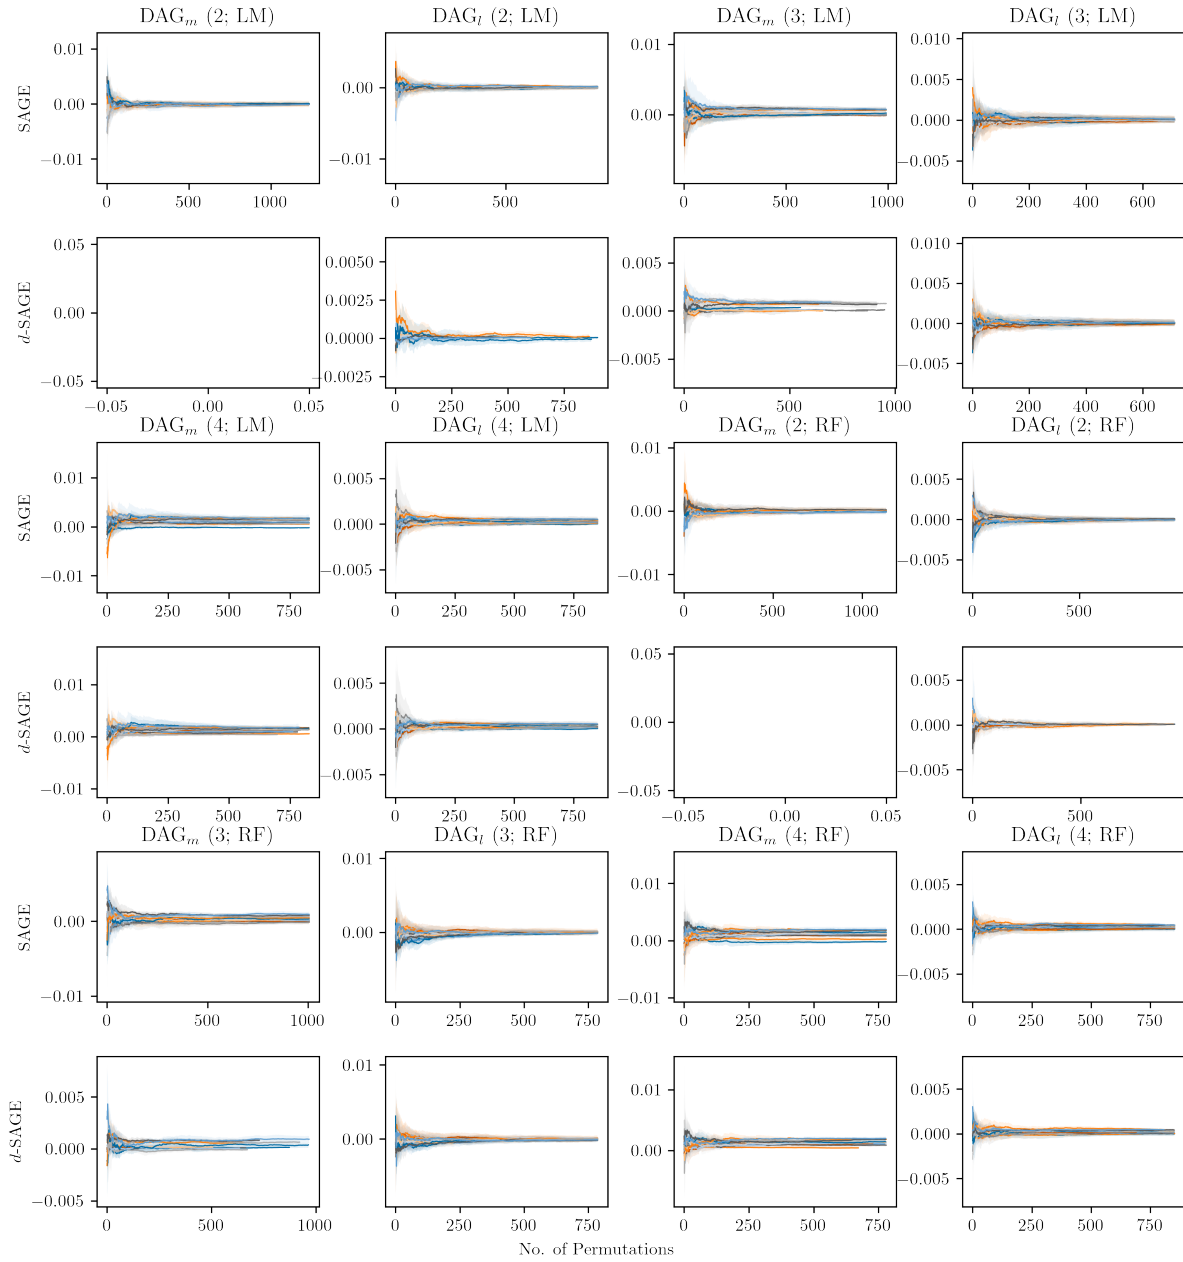 DAGm (2; LM) DAGl (2; LM) DAGm (3; LM) DAGl (3; LM)
SAGE
0.01 0.00 −0.01
0 500 1000
0.00 −0.01
0 500
0.01 0.00
0 500 1000
0.010 0.005 0.000 −0.005
0 200 400 600
d-SAGE
0.05 0.00 −0.05
−0.05 0.00 0.05
0.0050 0.0025 0.0000 −0.0025
0 250 500 750
0.005 0.000 −0.005
0 500 1000
0.010 0.005 0.000 −0.005
0 200 400 600
DAGm (4; LM) DAGl (4; LM) DAGm (2; RF) DAGl (2; RF)
SAGE
0.01 0.00 −0.01
0 250 500 750
0.005 0.000 −0.005
0 250 500 750
0.01 0.00 −0.01
0 500 1000
0.005 0.000 −0.005
0 500
d-SAGE
0.01 0.00 −0.01
0 250 500 750
0.005 0.000 −0.005
0 250 500 750
0.05 0.00 −0.05
−0.05 0.00 0.05
0.005 0.000 −0.005
0 500
DAGm (3; RF) DAGl (3; RF) DAGm (4; RF) DAGl (4; RF)
SAGE
0.00 −0.01
0 500 1000
0.01 0.00
0 250 500 750
0.01 0.00 −0.01
0 250 500 750
0.005 0.000 −0.005
0 250 500 750
d-SAGE
0.005 0.000 −0.005
0 500 1000
0.01 0.00
0 250 500 750
0.01 0.00
0 250 500 750
0.005 0.000 −0.005
0 250 500 750
No. of Permutations